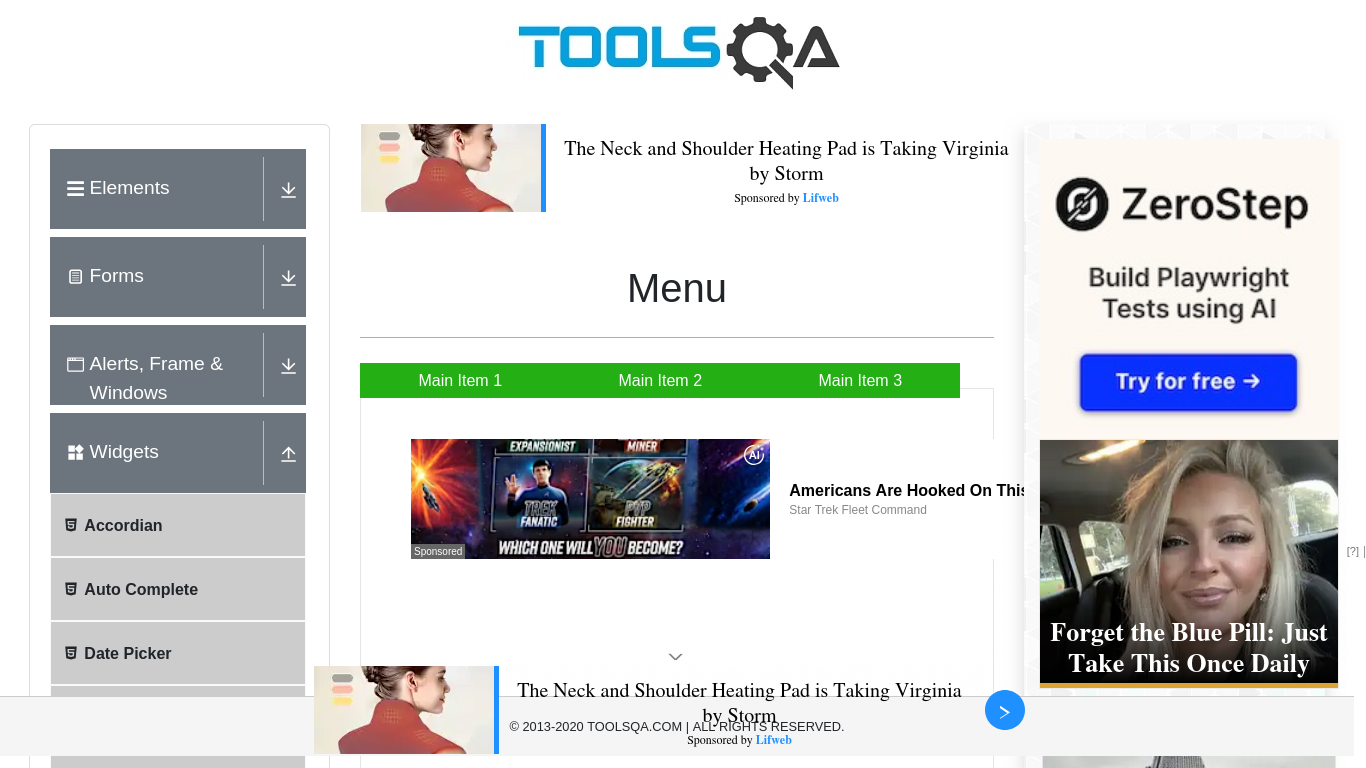 TOOLSQA
Elements
Forms
Alerts, Frame &
Windows
Widgets
Accordian
Auto Complete
Date Picker
The Neck and Shoulder Heating Pad is Taking Virginia
by Storm
Sponsored by Lifweb
Menu
Main Item 1
Main Item 2
Main Item 3
EXPANSIONIST
MINER
AI
TREK
FANATIC
PVP
FIGHTER
WHICH ONE WILL YOU BECOME?
Sponsored
Americans Are Hooked On This
Star Trek Fleet Command
ZeroStep
Build Playwright
Tests using AI
Try for free →
Forget the Blue Pill: Just
Take This Once Daily
[?]
The Neck and Shoulder Heating Pad is Taking Virginia
by Storm
Sponsored by Lifweb
© 2013-2020 TOOLSQA.COM | ALL RIGHTS RESERVED.